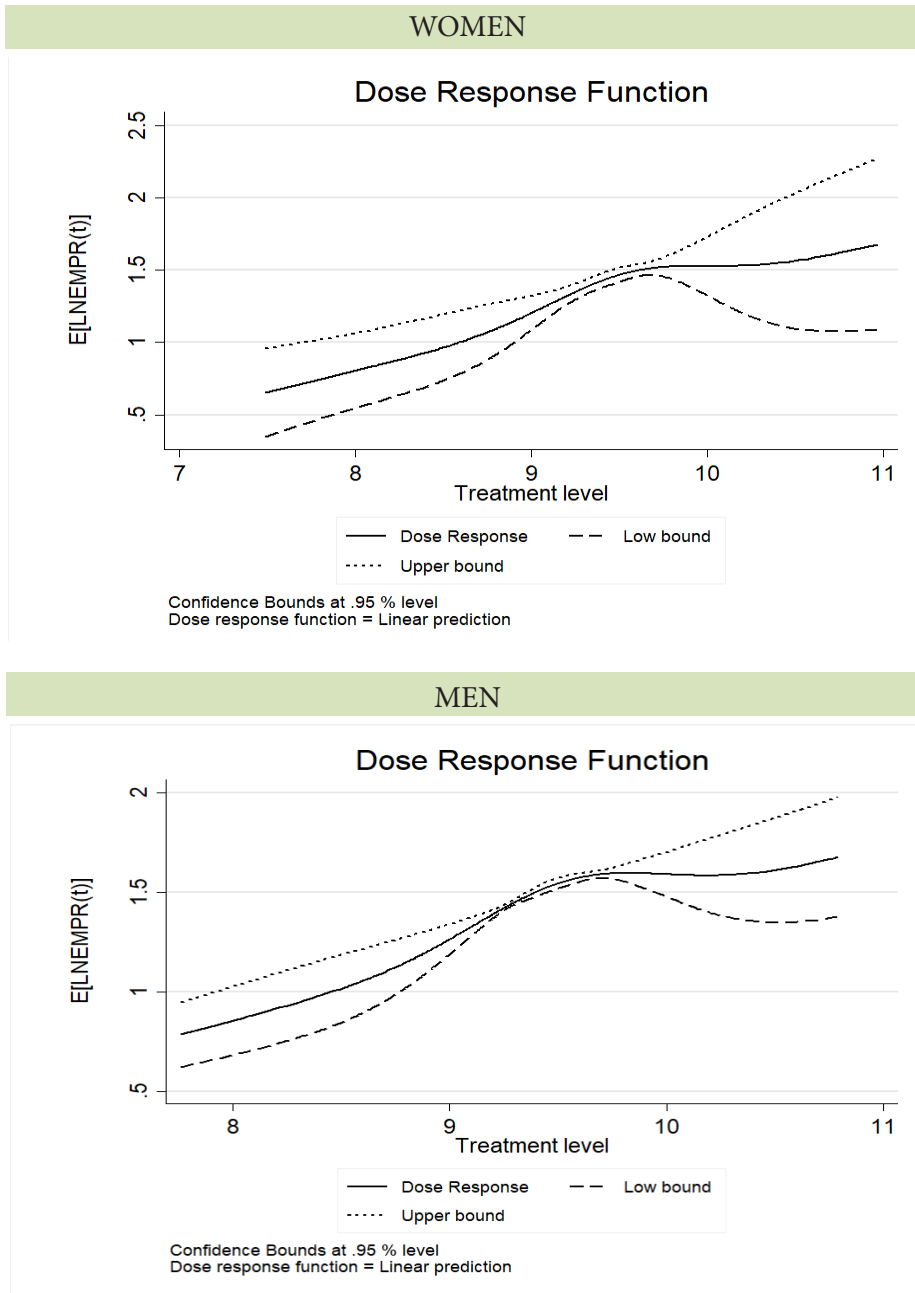 WOMEN
Dose Response Function
2.5
2
1.5
1
.5
E[LNEMPR(t)]
7 8 9 10 11
Treatment level
Dose Response Low bound
Upper bound
Confidence Bounds at .95 % level
Dose response function = Linear prediction
MEN
Dose Response Function
2
1.5
1
.5
E[LNEMPR(t)]
8 9 10 11
Treatment level
Dose Response Low bound
Upper bound
Confidence Bounds at .95 % level
Dose response function = Linear prediction